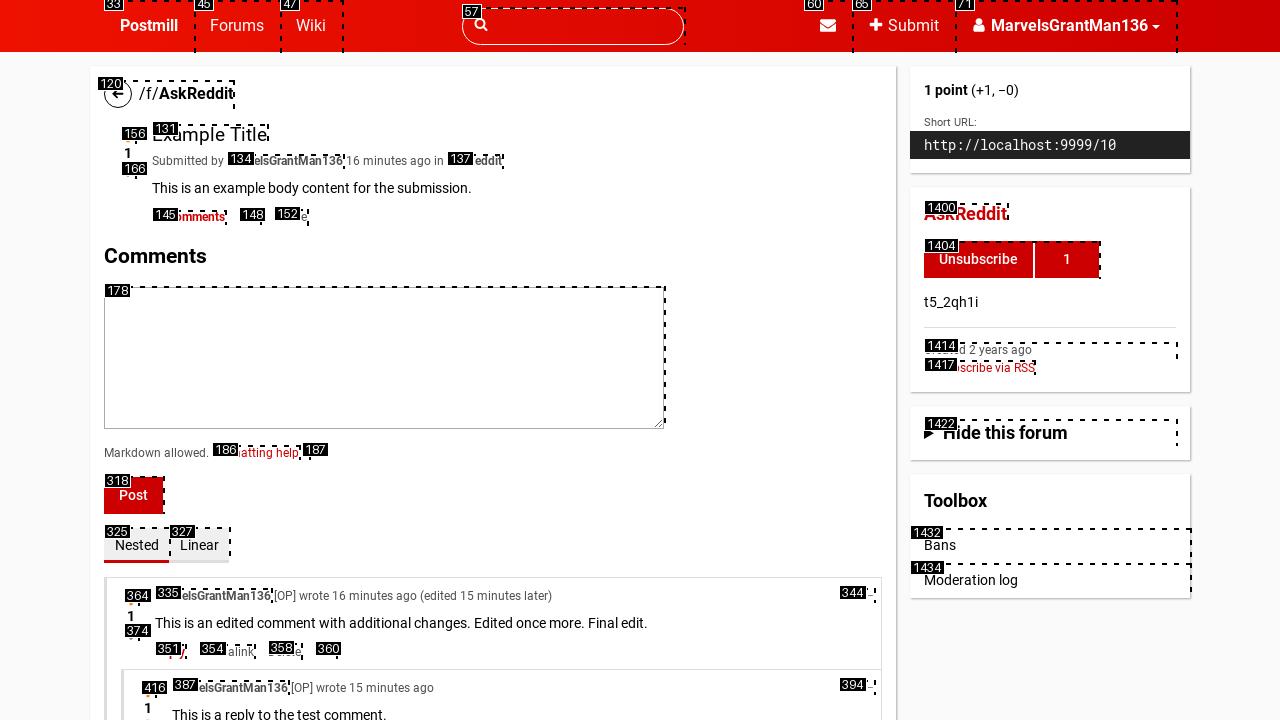 33 45 47 57 60 65 71
Postmill Forums Wiki Submit MarvelsGrantMan136
120 /f/AskReddit
156 131 Example Title
1
166
Submitted by 134 elsGrantMan136 16 minutes ago in 137 eddit
This is an example body content for the submission.
145 omments 148 152 e
Comments
178
Markdown allowed. 186 atting help 187
318
Post
325 327
Nested Linear
364 335 elsGrantMan136 [OP] wrote 16 minutes ago (edited 15 minutes later) 344
1
374
This is an edited comment with additional changes. Edited once more. Final edit.
351 354 alink 358 360
416 387 elsGrantMan136 [OP] wrote 15 minutes ago 394
1
This is a reply to the test comment.
1 point (+1, −0)
Short URL:
http://localhost:9999/10
1400
AskReddit
1404
Unsubscribe 1
t5_2qh1i
1414 d 2 years ago
1417 scribe via RSS
1422
Hide this forum
Toolbox
1432
Bans
1434
Moderation log